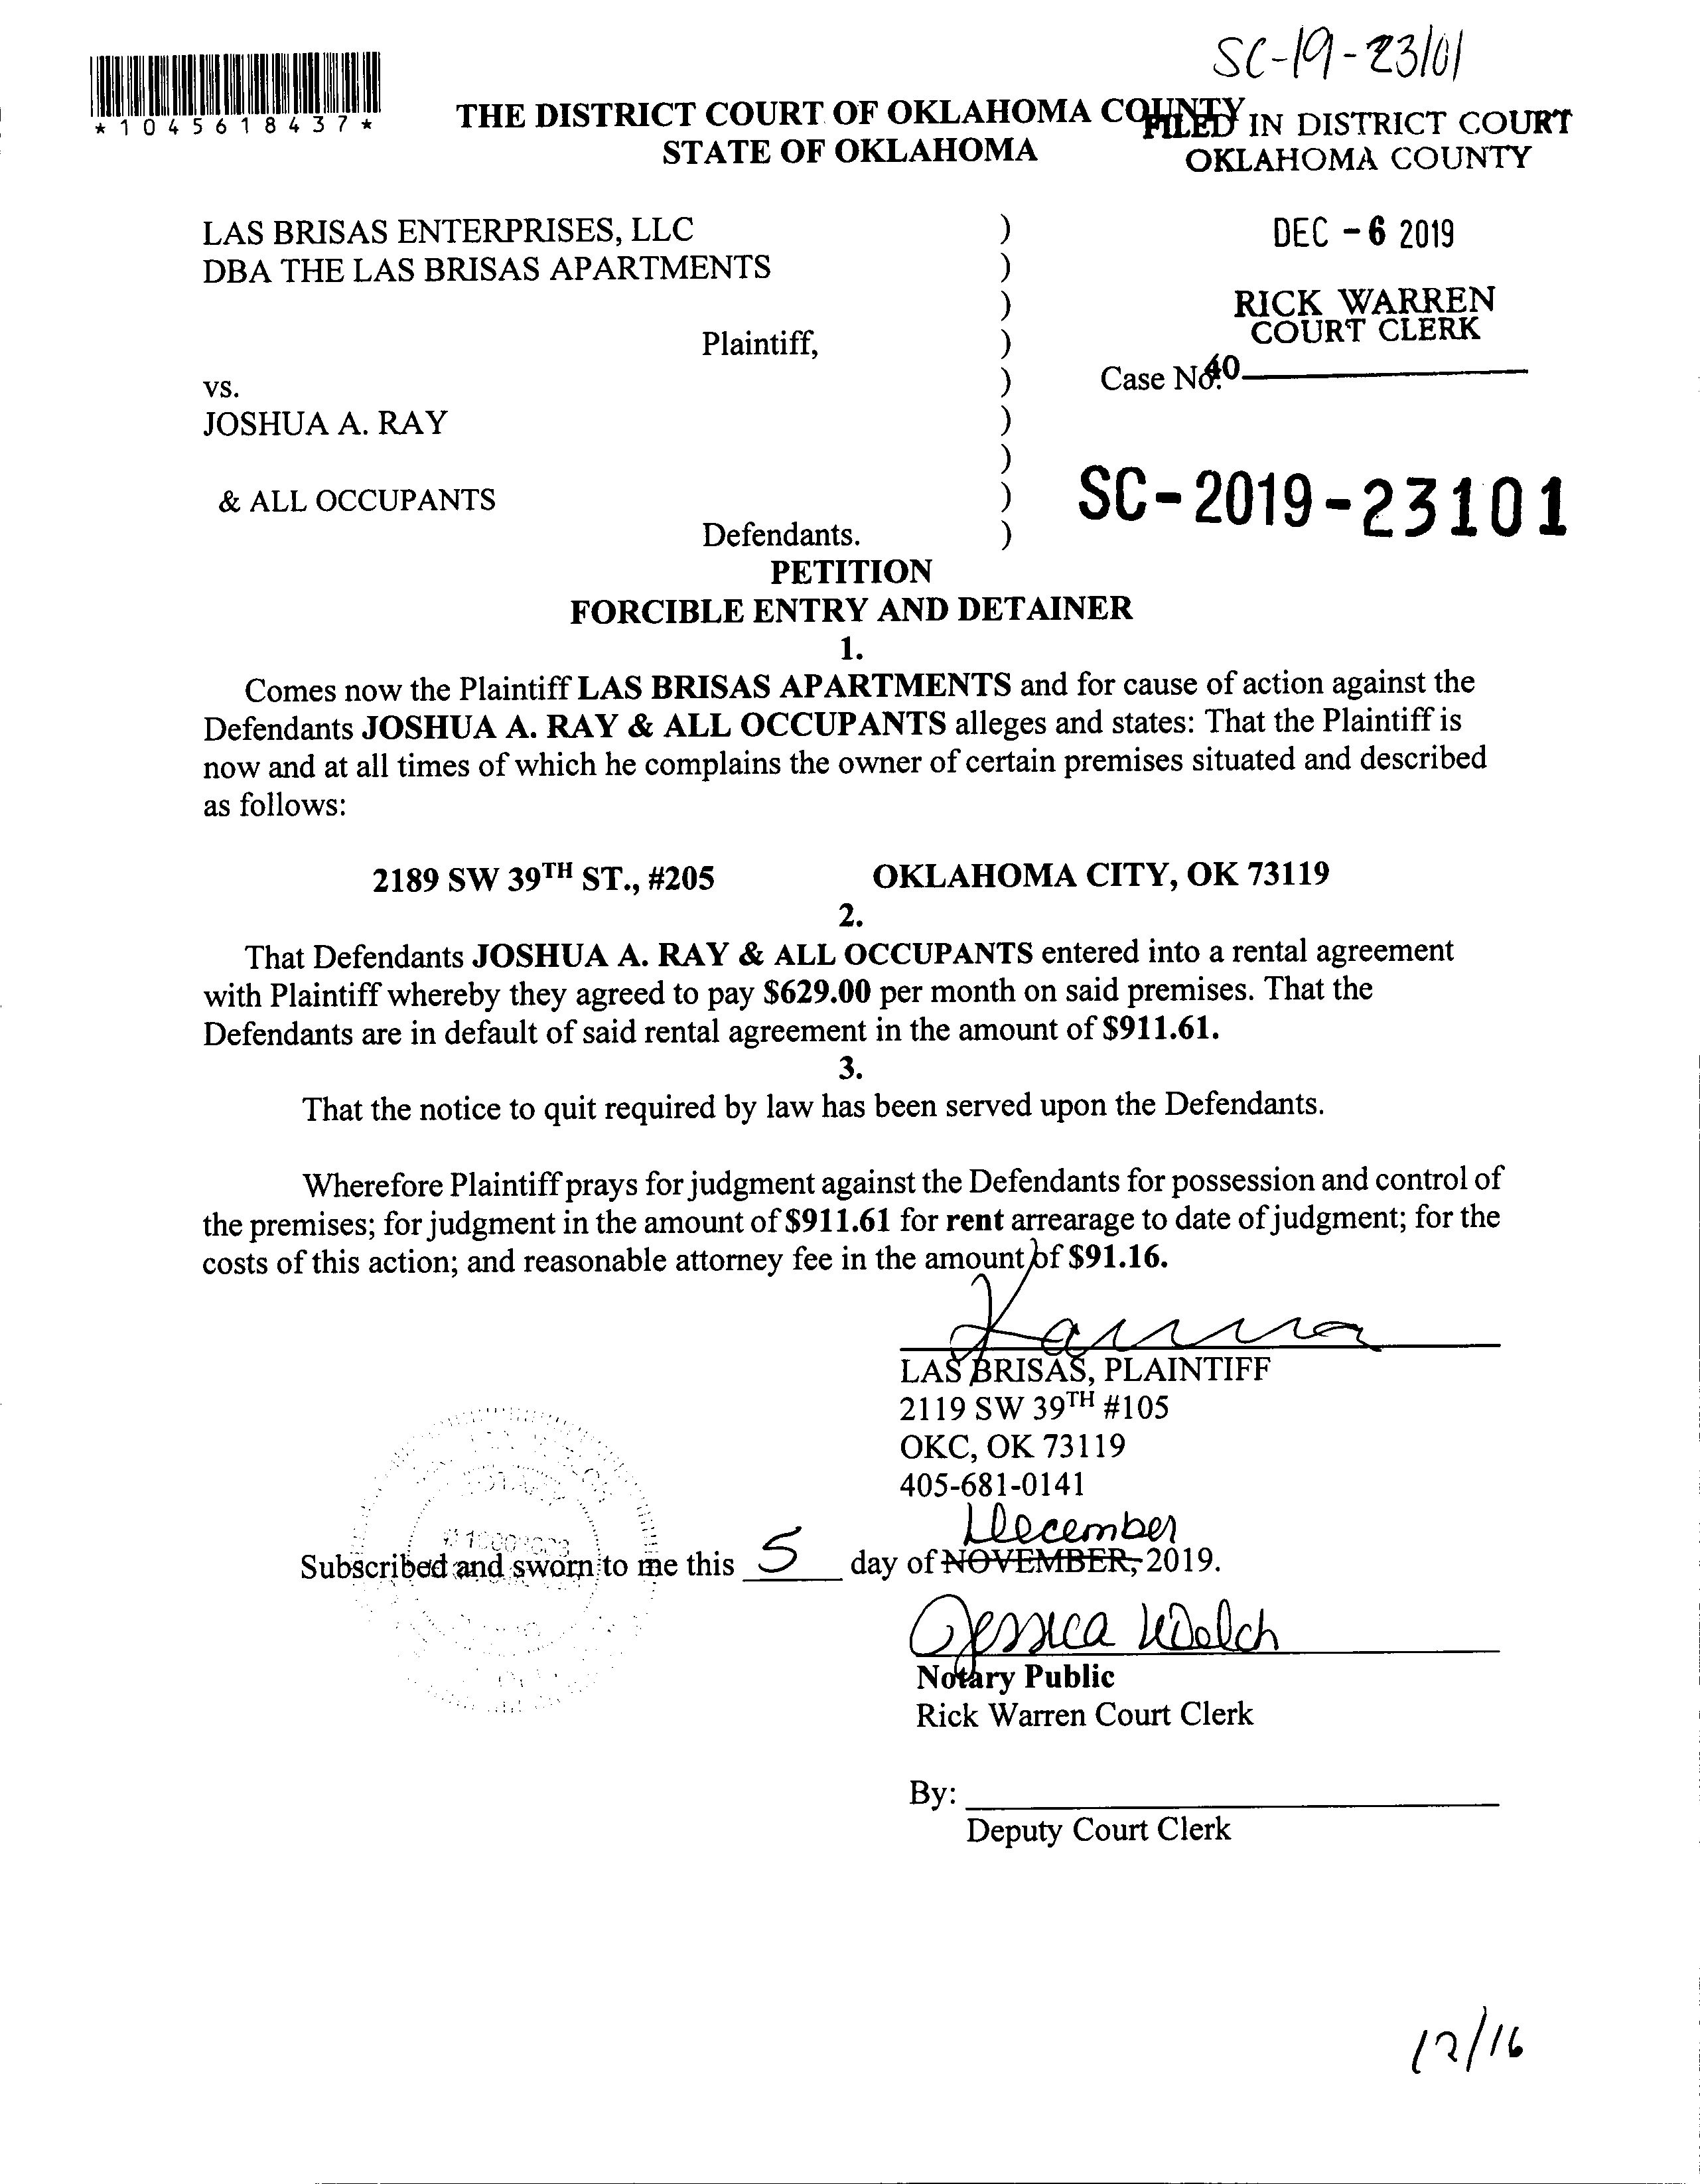 SC-19-23101
*1045618437*
THE DISTRICT COURT OF OKLAHOMA COUNTY
STATE OF OKLAHOMA
FILED IN DISTRICT COURT
OKLAHOMA COUNTY
DEC - 6 2019
RICK WARREN
COURT CLERK
40
LAS BRISAS ENTERPRISES, LLC )
DBA THE LAS BRISAS APARTMENTS )
)
Plaintiff, )
vs. ) Case No.
JOSHUA A. RAY )
)
& ALL OCCUPANTS )
Defendants. )
SC-2019-23101
PETITION
FORCIBLE ENTRY AND DETAINER
1.
Comes now the Plaintiff LAS BRISAS APARTMENTS and for cause of action against the
Defendants JOSHUA A. RAY & ALL OCCUPANTS alleges and states: That the Plaintiff is
now and at all times of which he complains the owner of certain premises situated and described
as follows:
2189 SW 39TH ST., #205 OKLAHOMA CITY, OK 73119
2.
That Defendants JOSHUA A. RAY & ALL OCCUPANTS entered into a rental agreement
with Plaintiff whereby they agreed to pay $629.00 per month on said premises. That the
Defendants are in default of said rental agreement in the amount of $911.61.
3.
That the notice to quit required by law has been served upon the Defendants.
Wherefore Plaintiff prays for judgment against the Defendants for possession and control of
the premises; for judgment in the amount of $911.61 for rent arrearage to date of judgment; for the
costs of this action; and reasonable attorney fee in the amount of $91.16.
LAS BRISAS, PLAINTIFF
2119 SW 39TH #105
OKC, OK 73119
405-681-0141
December
Subscribed and sworn to me this 5 day of NOVEMBER, 2019.
Jessica Welch
Notary Public
Rick Warren Court Clerk
By:
Deputy Court Clerk
12/16